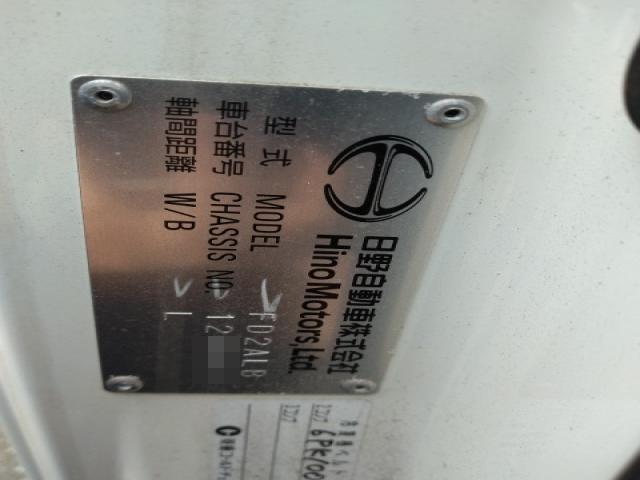 日野自動車株式会社
Hino Motors, Ltd.
型式 MODEL FD2ALB
車台番号 CHASSIS NO. 12
軸間距離 W/B L